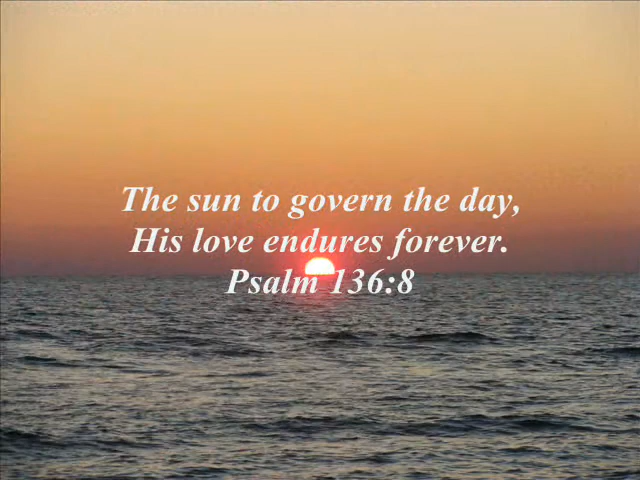 The sun to govern the day,
His love endures forever.
Psalm 136:8